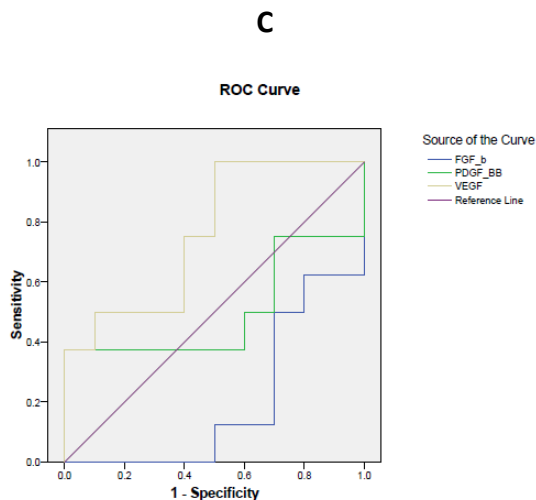 C
ROC Curve
Source of the Curve
FGF_b
PDGF_BB
VEGF
Reference Line
Sensitivity
1.0
0.8
0.6
0.4
0.2
0.0
0.0 0.2 0.4 0.6 0.8 1.0
1 - Specificity